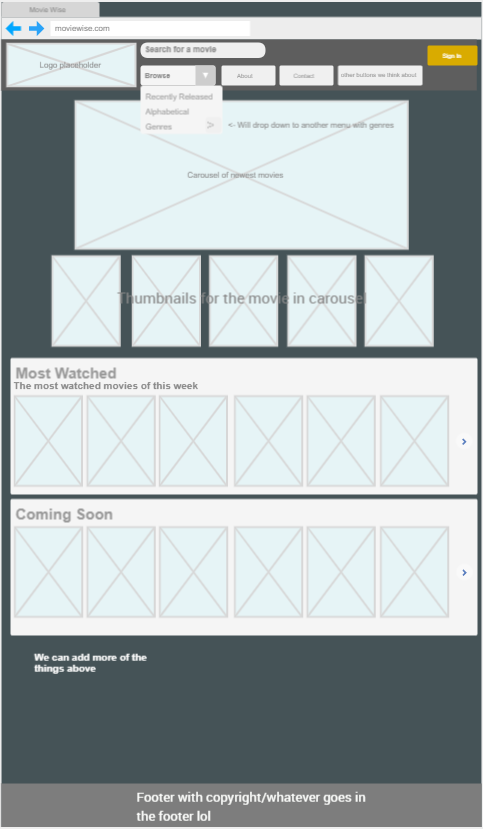 Movie Wise
moviewise.com
Logo placeholder
Search for a movie
Sign in
Browse
About
Contact
other buttons we think about
Recently Released
Alphabetical
Genres >
<- Will drop down to another menu with genres
Carousel of newest movies
Thumbnails for the movie in carousel
Most Watched
The most watched movies of this week
Coming Soon
We can add more of the
things above
Footer with copyright/whatever goes in
the footer lol